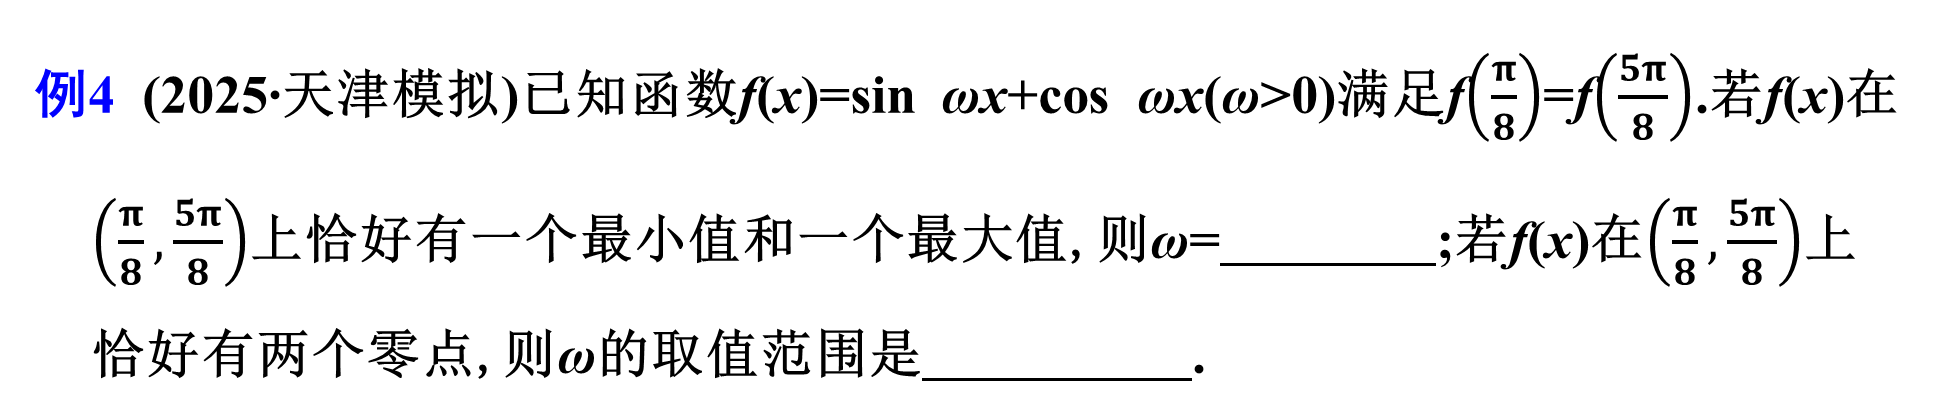 例4 (2025·天津模拟)已知函数f(x)=sin ωx+cos ωx(ω>0)满足f(π/8)=f(5π/8).若f(x)在
(π/8,5π/8)上恰好有一个最小值和一个最大值,则ω=________;若f(x)在(π/8,5π/8)上
恰好有两个零点,则ω的取值范围是__________.